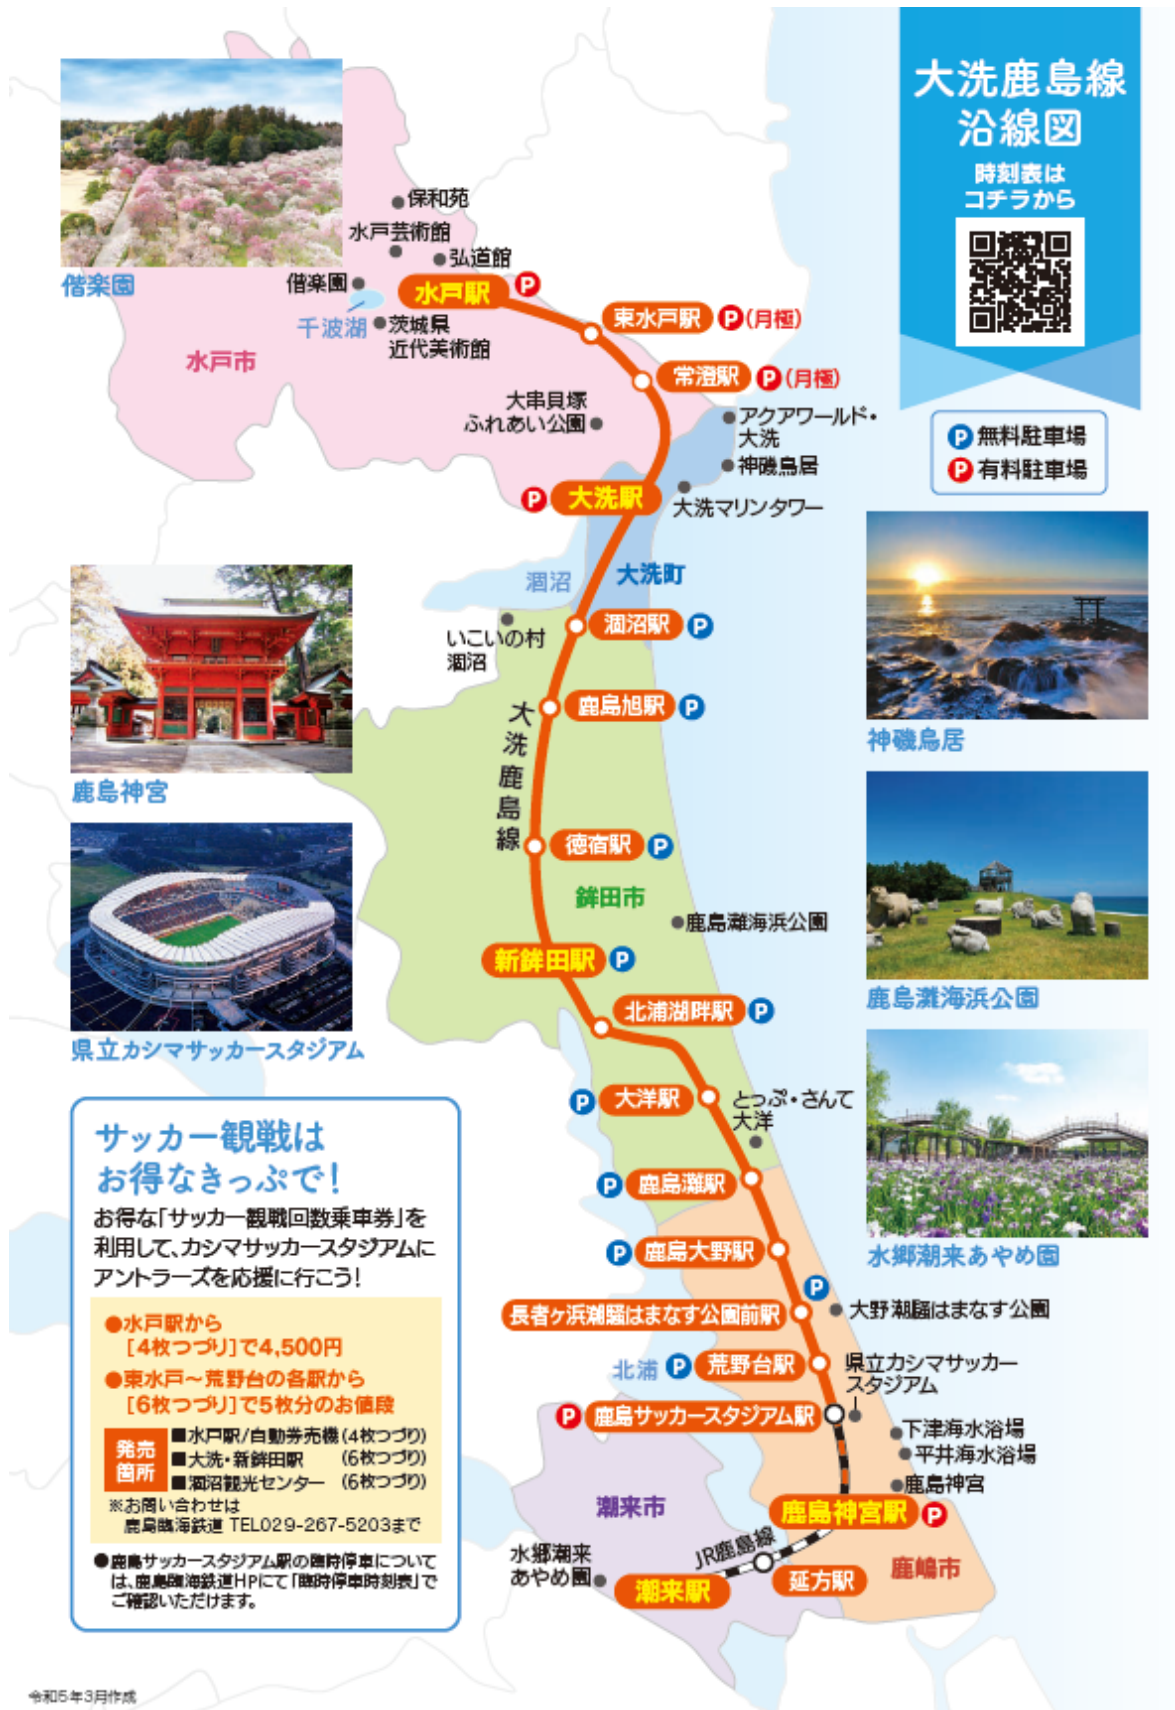 大洗鹿島線
沿線図
時刻表は
コチラから
P 無料駐車場
P 有料駐車場
偕楽園
保和苑
水戸芸術館
弘道館
偕楽園
水戸駅 P
千波湖
茨城県
近代美術館
水戸市
東水戸駅 P(月極)
常澄駅 P(月極)
大串貝塚
ふれあい公園
アクアワールド・
大洗
神磯鳥居
大洗マリンタワー
P 大洗駅
涸沼
大洗町
涸沼駅 P
いこいの村
涸沼
鹿島旭駅 P
大洗鹿島線
徳宿駅 P
鉾田市
鹿島灘海浜公園
新鉾田駅 P
北浦湖畔駅 P
P 大洋駅
とっぷ・さんて
大洋
P 鹿島灘駅
P 鹿島大野駅
P
長者ヶ浜潮騒はまなす公園前駅
大野潮騒はまなす公園
北浦
P 荒野台駅
県立カシマサッカー
スタジアム
P 鹿島サッカースタジアム駅
下津海水浴場
平井海水浴場
鹿島神宮
鹿島神宮駅 P
潮来市
JR鹿島線
水郷潮来
あやめ園
潮来駅
延方駅
鹿嶋市
神磯鳥居
鹿島灘海浜公園
水郷潮来あやめ園
鹿島神宮
県立カシマサッカースタジアム
サッカー観戦は
お得なきっぷで!
お得な「サッカー観戦回数乗車券」を
利用して、カシマサッカースタジアムに
アントラーズを応援に行こう!
●水戸駅から
[4枚つづり]で4,500円
●東水戸~荒野台の各駅から
[6枚つづり]で5枚分のお値段
発売
箇所
■水戸駅/自動券売機(4枚つづり)
■大洗・新鉾田駅 (6枚つづり)
■涸沼観光センター (6枚つづり)
※お問い合わせは
鹿島臨海鉄道 TEL029-267-5203まで
●鹿島サッカースタジアム駅の臨時停車について
は、鹿島臨海鉄道HPにて「臨時停車時刻表」で
ご確認いただけます。
令和5年3月作成